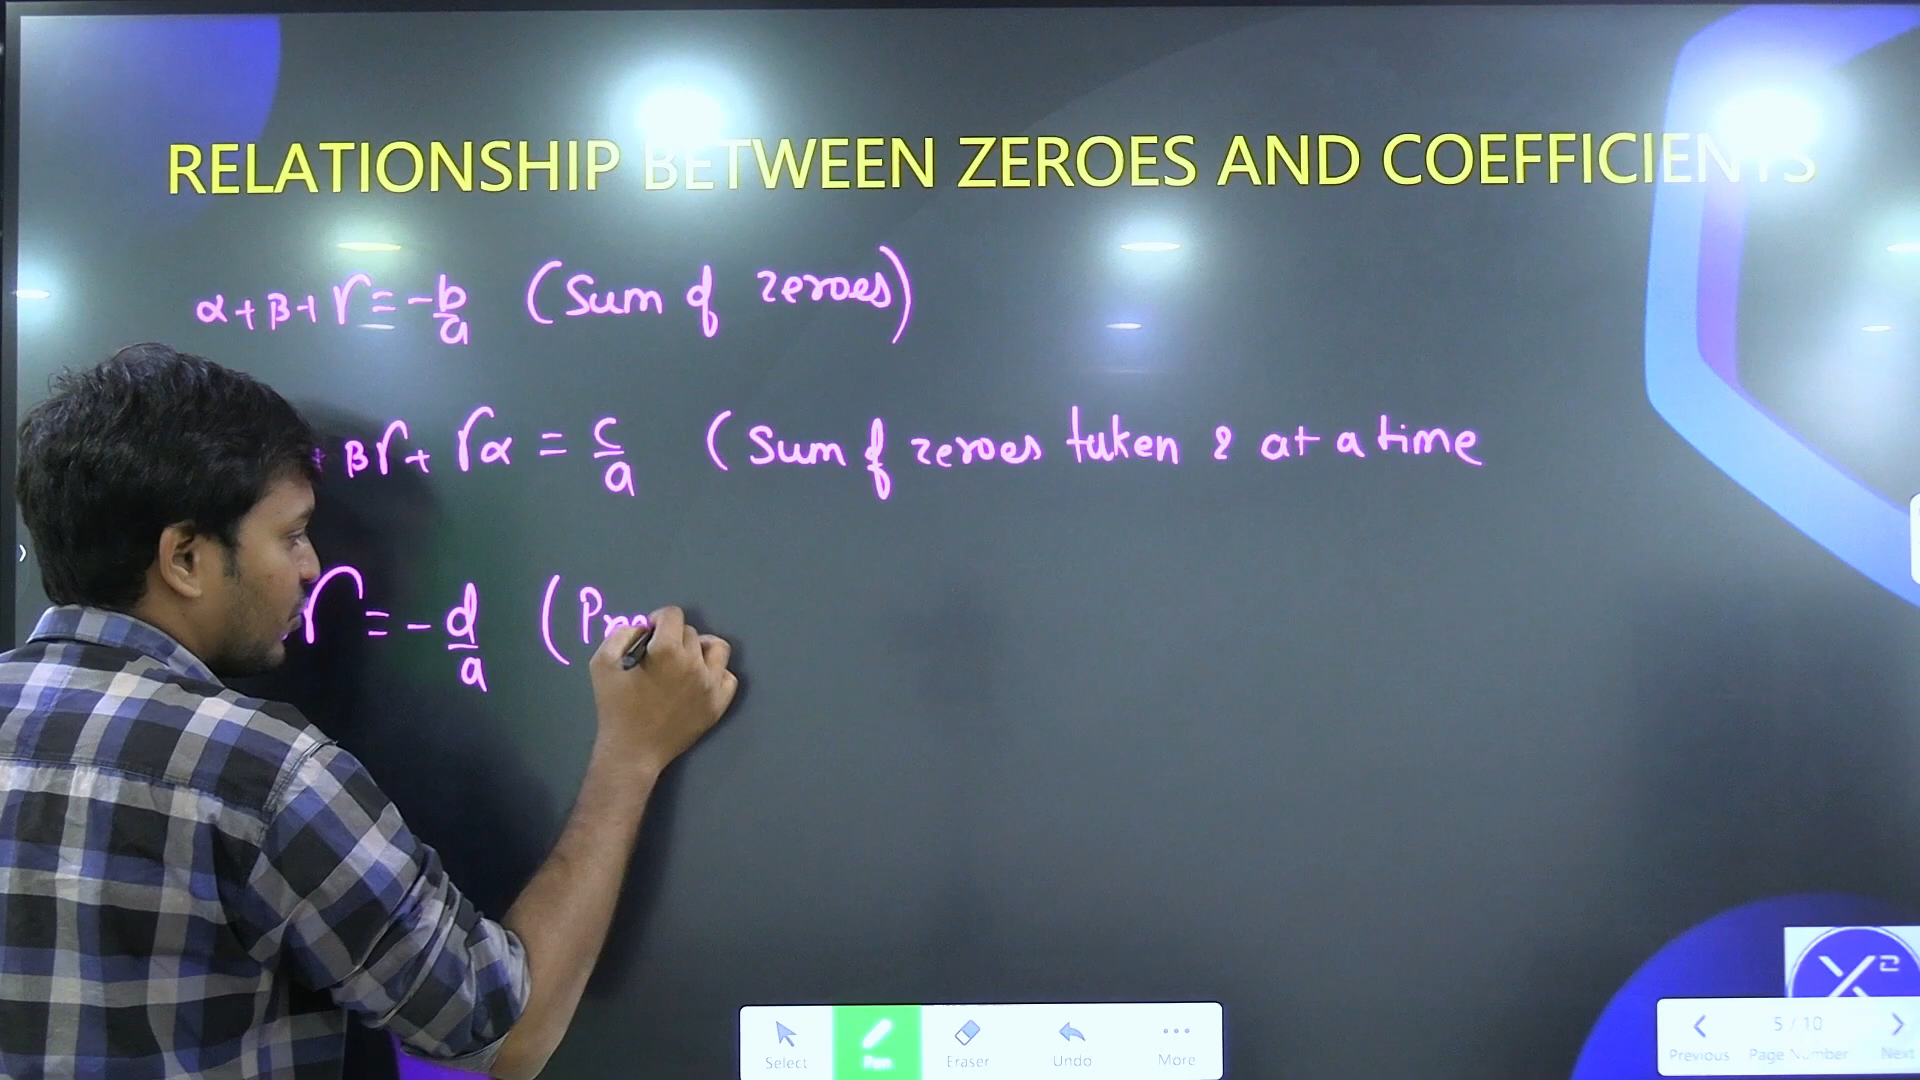 RELATIONSHIP BETWEEN ZEROES AND COEFFICIENTS
α+β+γ = -b/a (Sum of zeroes)
+ βγ + γα = c/a (Sum of zeroes taken 2 at a time
γ = -d/a (Pro
Select Pen Eraser Undo More
5 / 10
Previous Page Number Next
X²